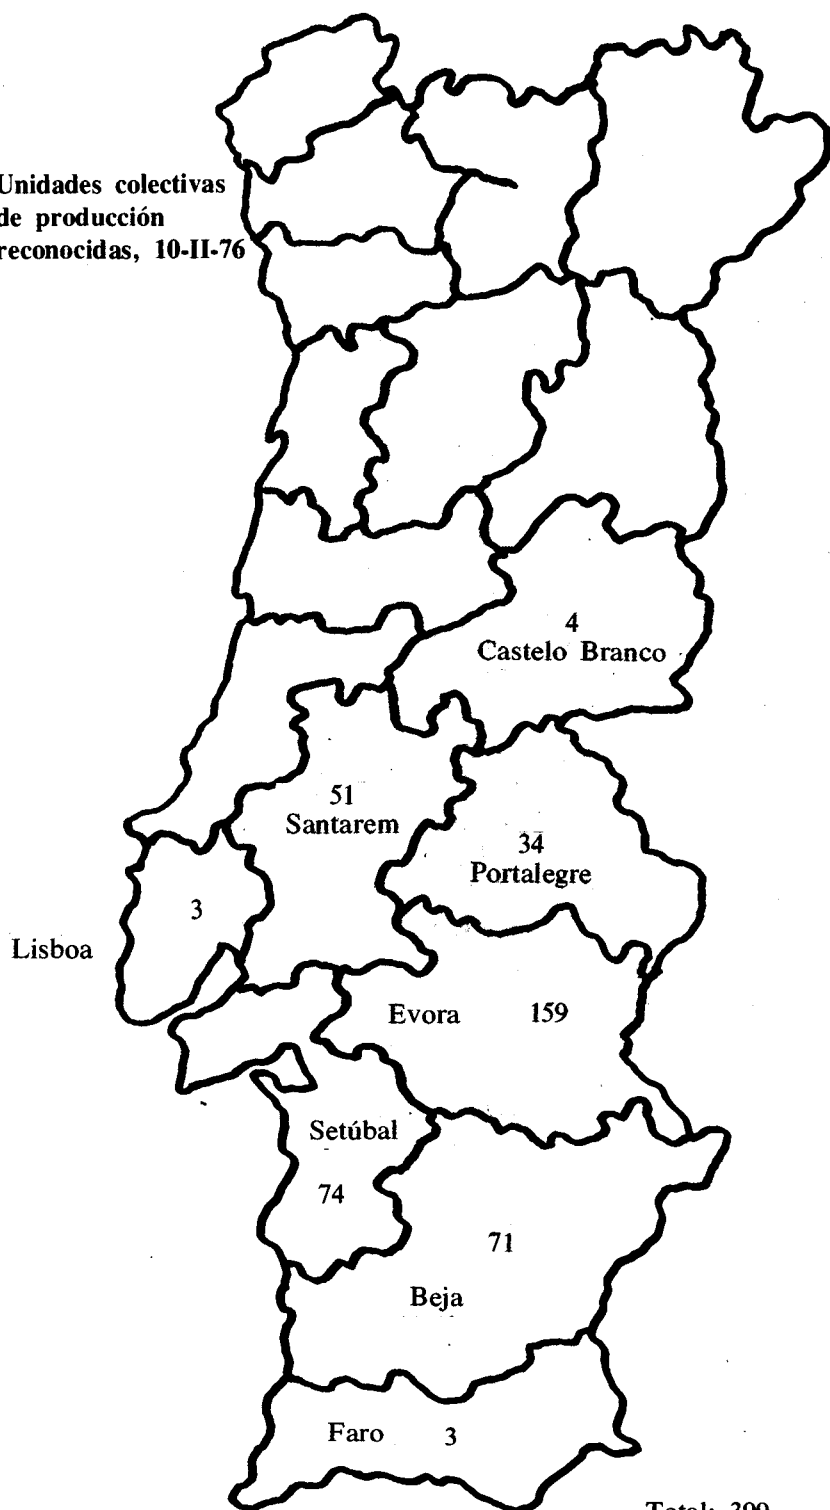 Unidades colectivas
de producción
reconocidas, 10-II-76
4
Castelo Branco
51
Santarem
34
Portalegre
3
Lisboa
Evora 159
Setúbal
74
71
Beja
Faro 3
Total: 399